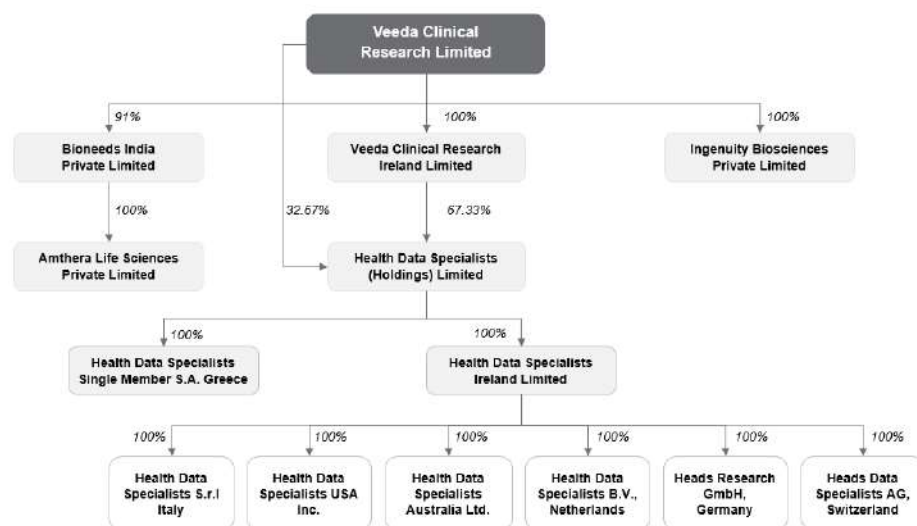 Veeda Clinical
Research Limited
91%
100%
100%
Bioneeds India
Private Limited
Veeda Clinical Research
Ireland Limited
Ingenuity Biosciences
Private Limited
100%
32.67%
67.33%
Amthera Life Sciences
Private Limited
Health Data Specialists
(Holdings) Limited
100%
100%
Health Data Specialists
Single Member S.A. Greece
Health Data Specialists
Ireland Limited
100%
100%
100%
100%
100%
100%
Health Data
Specialists S.r.l
Italy
Health Data
Specialists USA
Inc.
Health Data
Specialists
Australia Ltd.
Health Data
Specialists B.V.,
Netherlands
Heads Research
GmbH,
Germany
Heads Data
Specialists AG,
Switzerland